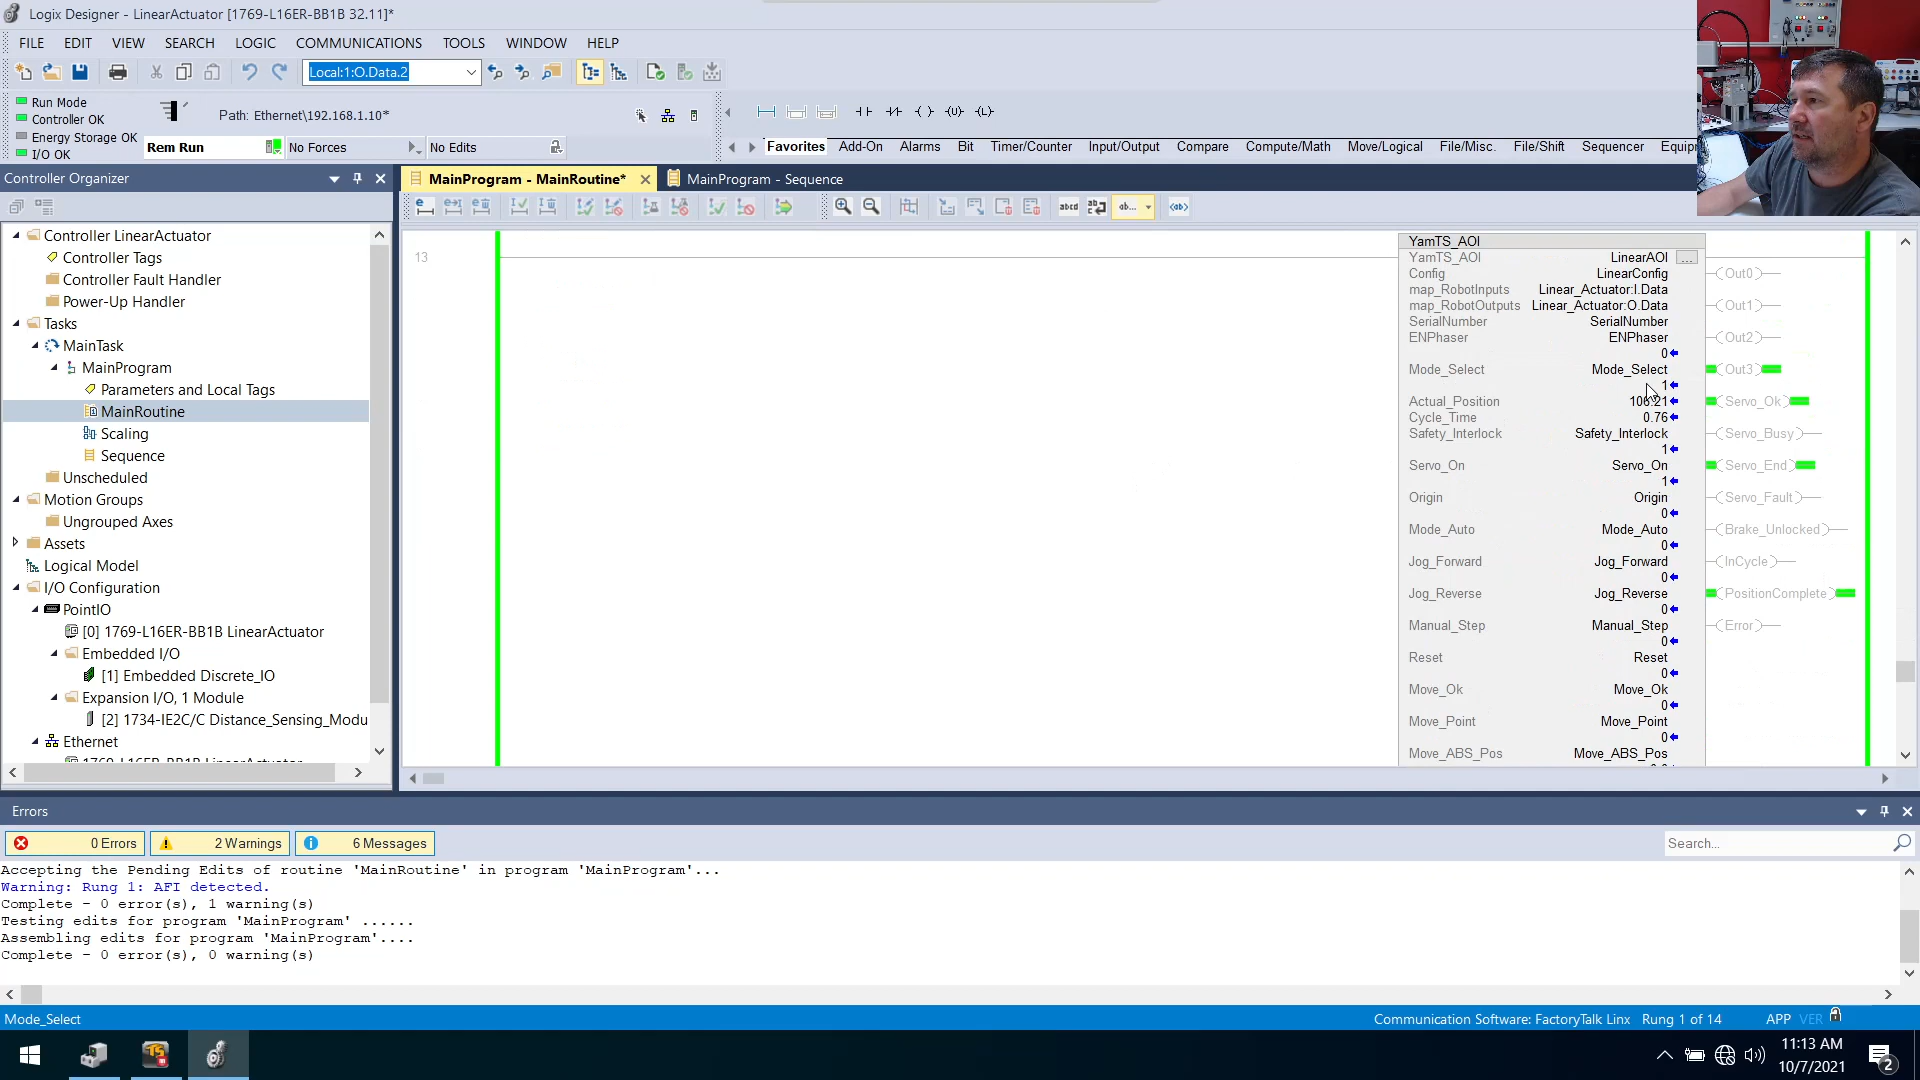 Logix Designer - LinearActuator [1769-L16ER-BB1B 32.11]*
FILE EDIT VIEW SEARCH LOGIC COMMUNICATIONS TOOLS WINDOW HELP
Local:1:O.Data.2
Run Mode
Controller OK
Energy Storage OK
I/O OK
Path: Ethernet\192.168.1.10*
Rem Run No Forces No Edits
Favorites Add-On Alarms Bit Timer/Counter Input/Output Compare Compute/Math Move/Logical File/Misc. File/Shift Sequencer Equip
Controller Organizer
MainProgram - MainRoutine* MainProgram - Sequence
Controller LinearActuator
Controller Tags
Controller Fault Handler
Power-Up Handler
Tasks
MainTask
MainProgram
Parameters and Local Tags
MainRoutine
Scaling
Sequence
Unscheduled
Motion Groups
Ungrouped Axes
Assets
Logical Model
I/O Configuration
PointIO
[0] 1769-L16ER-BB1B LinearActuator
Embedded I/O
[1] Embedded Discrete_IO
Expansion I/O, 1 Module
[2] 1734-IE2C/C Distance_Sensing_Modu
Ethernet
1769-L16ER-BB1B LinearActuator
13
YamTS_AOI
YamTS_AOI LinearAOI ...
Config LinearConfig
map_RobotInputs Linear_Actuator:I.Data
map_RobotOutputs Linear_Actuator:O.Data
SerialNumber SerialNumber
ENPhaser ENPhaser
0
Mode_Select Mode_Select
1
Actual_Position 106.21
Cycle_Time 0.76
Safety_Interlock Safety_Interlock
1
Servo_On Servo_On
1
Origin Origin
0
Mode_Auto Mode_Auto
0
Jog_Forward Jog_Forward
0
Jog_Reverse Jog_Reverse
0
Manual_Step Manual_Step
0
Reset Reset
0
Move_Ok Move_Ok
0
Move_Point Move_Point
0
Move_ABS_Pos Move_ABS_Pos
Out0
Out1
Out2
Out3
Servo_Ok
Servo_Busy
Servo_End
Servo_Fault
Brake_Unlocked
InCycle
PositionComplete
Error
Errors
0 Errors 2 Warnings 6 Messages
Search...
Accepting the Pending Edits of routine 'MainRoutine' in program 'MainProgram'...
Warning: Rung 1: AFI detected.
Complete - 0 error(s), 1 warning(s)
Testing edits for program 'MainProgram' ......
Assembling edits for program 'MainProgram'....
Complete - 0 error(s), 0 warning(s)
Mode_Select
Communication Software: FactoryTalk Linx Rung 1 of 14 APP VER
11:13 AM
10/7/2021
2